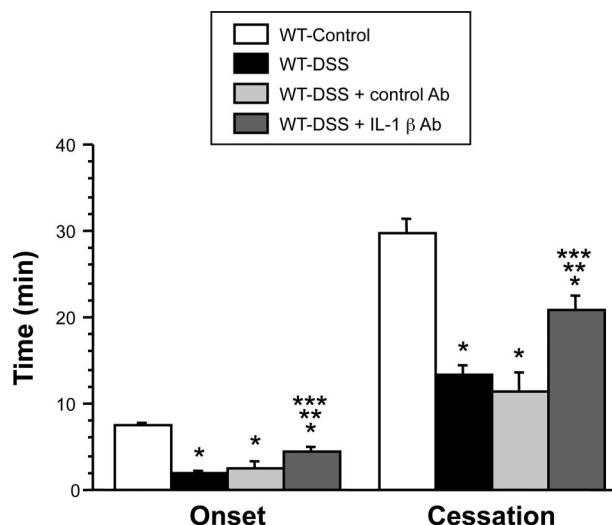 WT-Control
WT-DSS
WT-DSS + control Ab
WT-DSS + IL-1 β Ab
Time (min)
40
30
20
10
0
*
*
***
**
*
*
*
***
**
*
Onset
Cessation